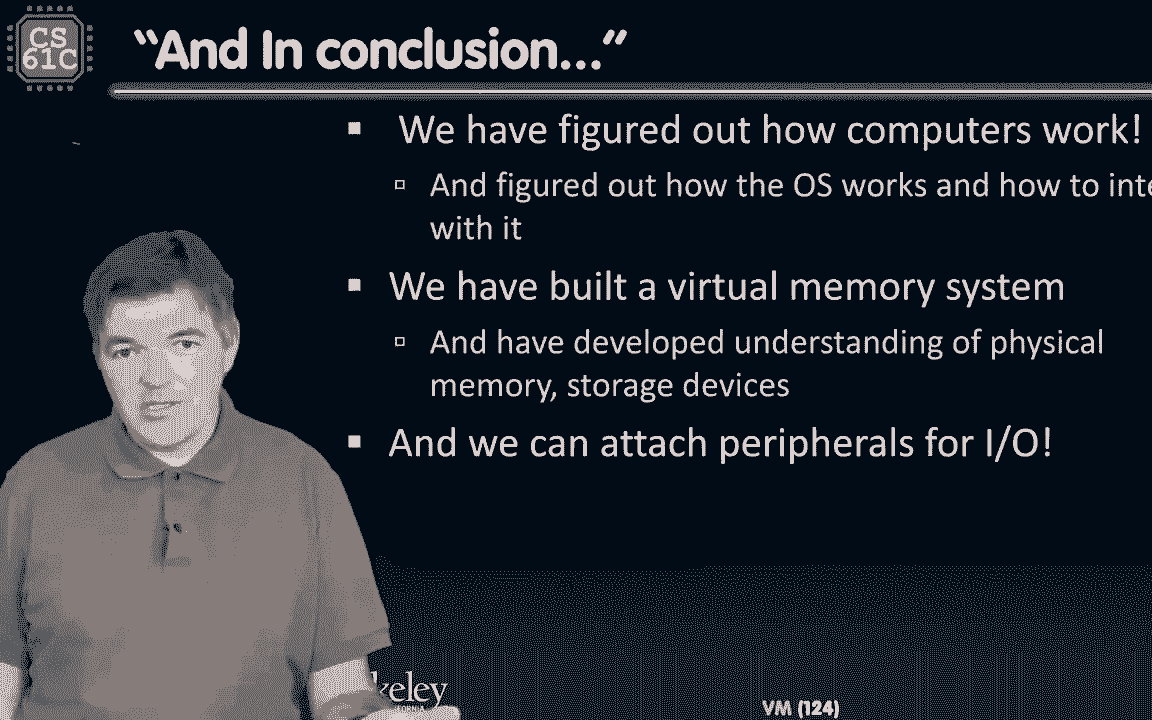 CS
61C
“And In conclusion…”
We have figured out how computers work!
And figured out how the OS works and how to inte
with it
We have built a virtual memory system
And have developed understanding of physical
memory, storage devices
And we can attach peripherals for I/O!
keley
FORNIA
VM (124)